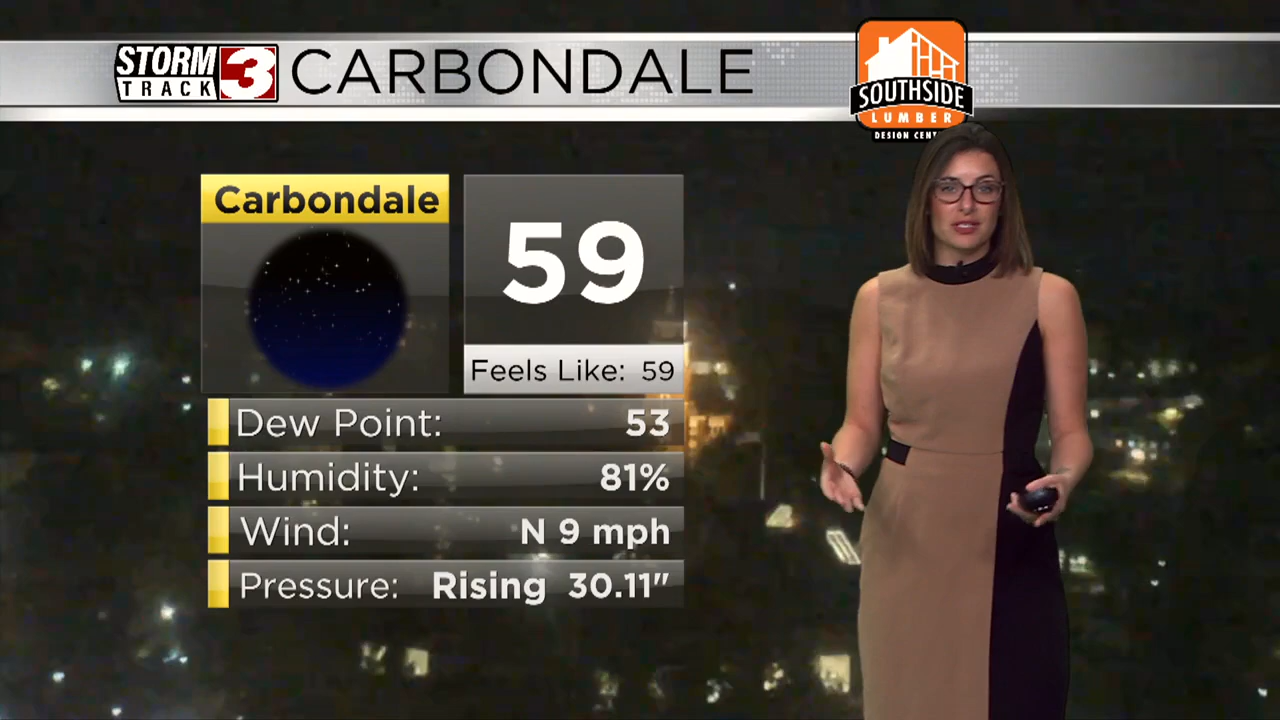 STORM
TRACK
3
CARBONDALE
SOUTHSIDE
LUMBER
DESIGN
Carbondale
59
Feels Like: 59
Dew Point: 53
Humidity: 81%
Wind: N 9 mph
Pressure: Rising 30.11"